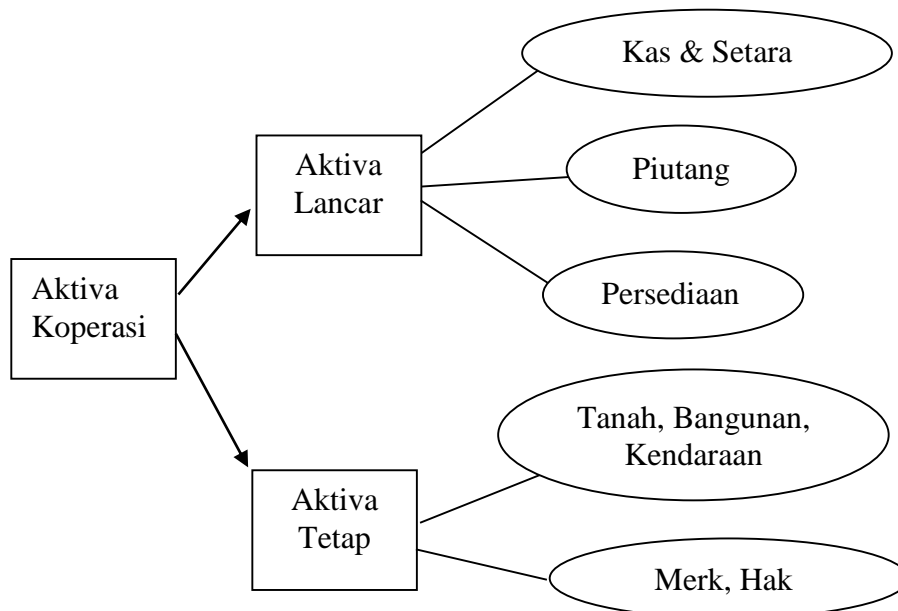 Kas & Setara
Aktiva
Lancar
Piutang
Persediaan
Aktiva
Koperasi
Tanah, Bangunan,
Kendaraan
Aktiva
Tetap
Merk, Hak